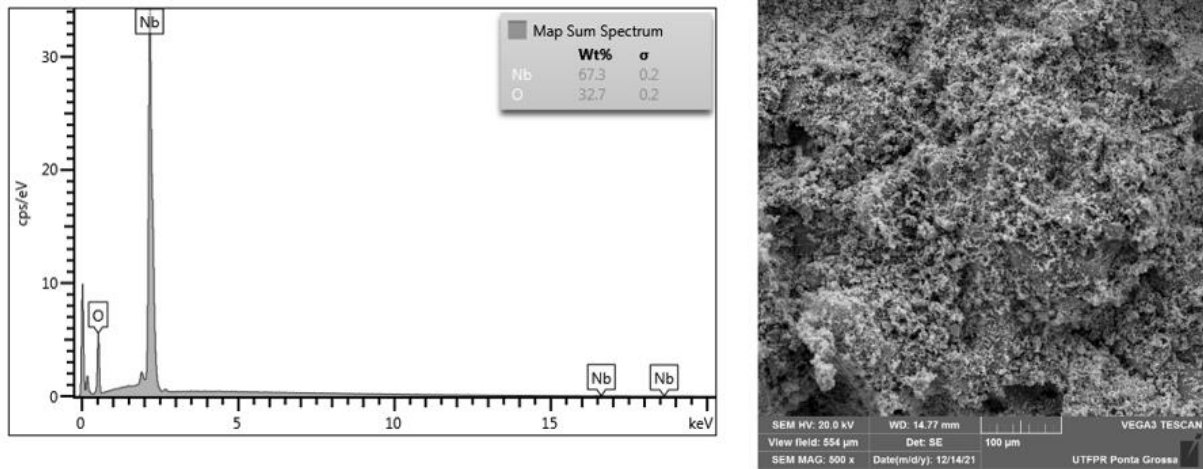 Nb
Map Sum Spectrum
Wt% σ
Nb 67.3 0.2
O 32.7 0.2
30
20
cps/eV
10
O
Nb Nb
0
0 5 10 15 keV
SEM HV: 20.0 kV WD: 14.77 mm VEGA3 TESCAN
View field: 554 µm Det: SE 100 µm
SEM MAG: 500 x Date(m/d/y): 12/14/21 UTFPR Ponta Grossa